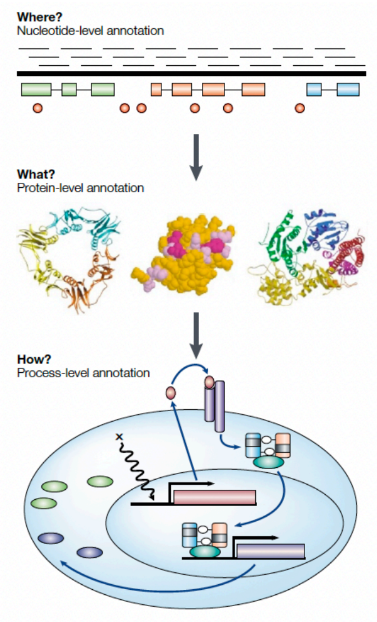 Where?
Nucleotide-level annotation
What?
Protein-level annotation
How?
Process-level annotation
x